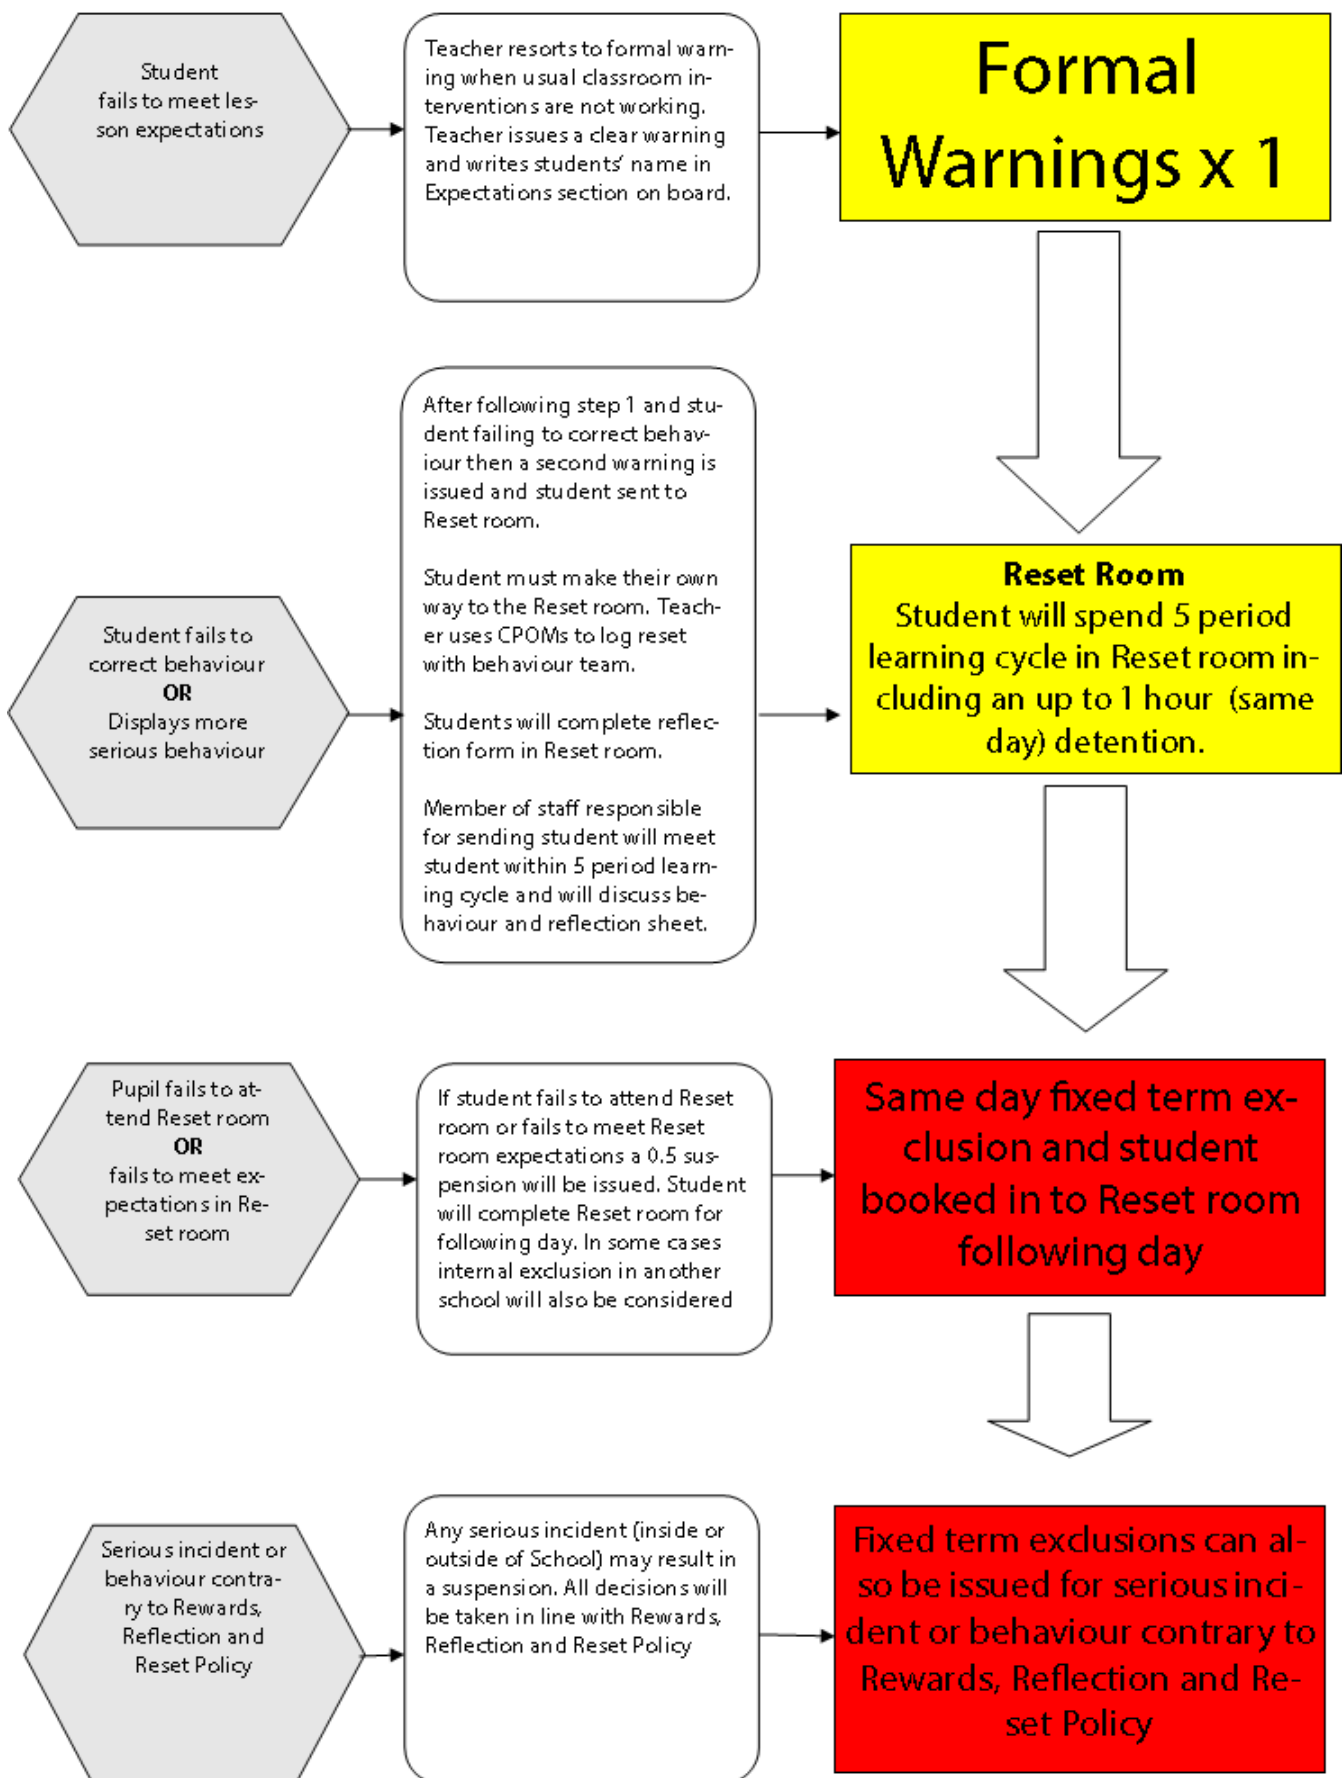 Student
fails to meet les-
son expectations
Teacher resorts to formal warn-
ing when usual classroom in-
terventions are not working.
Teacher issues a clear warning
and writes students’ name in
Expectations section on board.
Formal
Warnings x 1
Student fails to
correct behaviour
OR
Displays more
serious behaviour
After following step 1 and stu-
dent failing to correct behav-
iour then a second warning is
issued and student sent to
Reset room.
Student must make their own
way to the Reset room. Teach-
er uses CPOMs to log reset
with behaviour team.
Students will complete reflec-
tion form in Reset room.
Member of staff responsible
for sending student will meet
student within 5 period learn-
ing cycle and will discuss be-
haviour and reflection sheet.
Reset Room
Student will spend 5 period
learning cycle in Reset room in-
cluding an up to 1 hour (same
day) detention.
Pupil fails to at-
tend Reset room
OR
fails to meet ex-
pectations in Re-
set room
If student fails to attend Reset
room or fails to meet Reset
room expectations a 0.5 sus-
pension will be issued. Student
will complete Reset room for
following day. In some cases
internal exclusion in another
school will also be considered
Same day fixed term ex-
clusion and student
booked in to Reset room
following day
Serious incident or
behaviour contra-
ry to Rewards,
Reflection and
Reset Policy
Any serious incident (inside or
outside of School) may result in
a suspension. All decisions will
be taken in line with Rewards,
Reflection and Reset Policy
Fixed term exclusions can al-
so be issued for serious inci-
dent or behaviour contrary to
Rewards, Reflection and Re-
set Policy